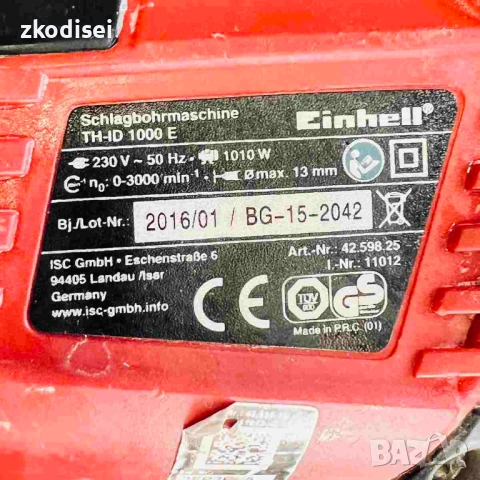 zkodisei
Schlagbohrmaschine
TH-ID 1000 E
Einhell®
230 V ~ 50 Hz • 1010 W
n₀: 0-3000 min⁻¹ • Ø max. 13 mm
Bj./Lot-Nr.: 2016/01 / BG-15-2042
ISC GmbH • Eschenstraße 6
94405 Landau/Isar
Germany
www.isc-gmbh.info
Art.-Nr.: 42.598.25
I.-Nr.: 11012
CE
TÜV
GS
Made in P.R.C. (01)
BAZAR